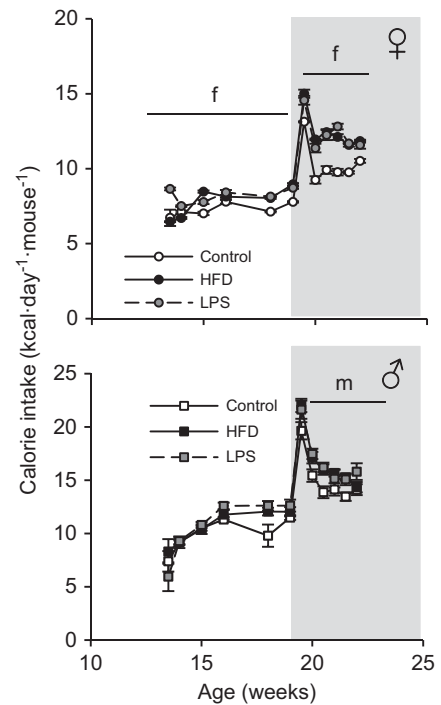 20
15
10
5
0
f
f
♀
Control
HFD
LPS
Calorie intake (kcal·day⁻¹·mouse⁻¹)
25
20
15
10
5
0
m
♂
Control
HFD
LPS
10 15 20 25
Age (weeks)